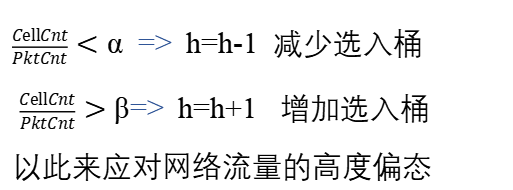 CellCnt/PktCnt < α => h=h-1 减少选入桶
CellCnt/PktCnt > β=> h=h+1 增加选入桶
以此来应对网络流量的高度偏态